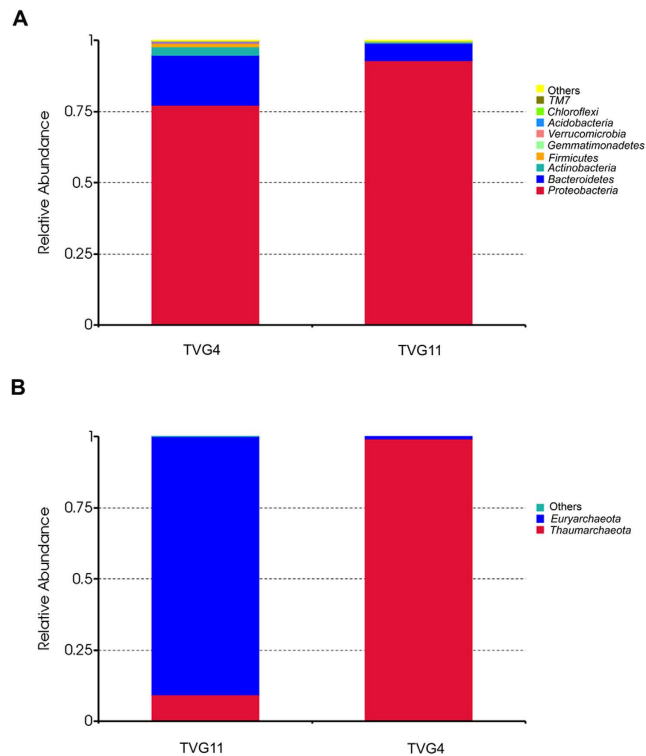 A
Relative Abundance
1
0.75
0.5
0.25
0
TVG4
TVG11
Others
TM7
Chloroflexi
Acidobacteria
Verrucomicrobia
Gemmatimonadetes
Firmicutes
Actinobacteria
Bacteroidetes
Proteobacteria
B
Relative Abundance
1
0.75
0.5
0.25
0
TVG11
TVG4
Others
Euryarchaeota
Thaumarchaeota